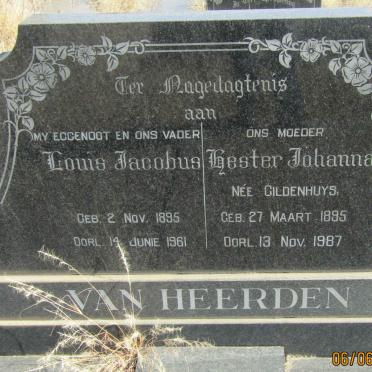 Ter Nagedagtenis
aan
MY EGGENOOT EN ONS VADER
Louis Jacobus
GEB. 2 NOV. 1895
OORL. 14 JUNIE 1961
ONS MOEDER
Hester Johanna
NÉE GILDENHUYS,
GEB. 27 MAART 1895
OORL. 13 NOV. 1987
VAN HEERDEN
06/06